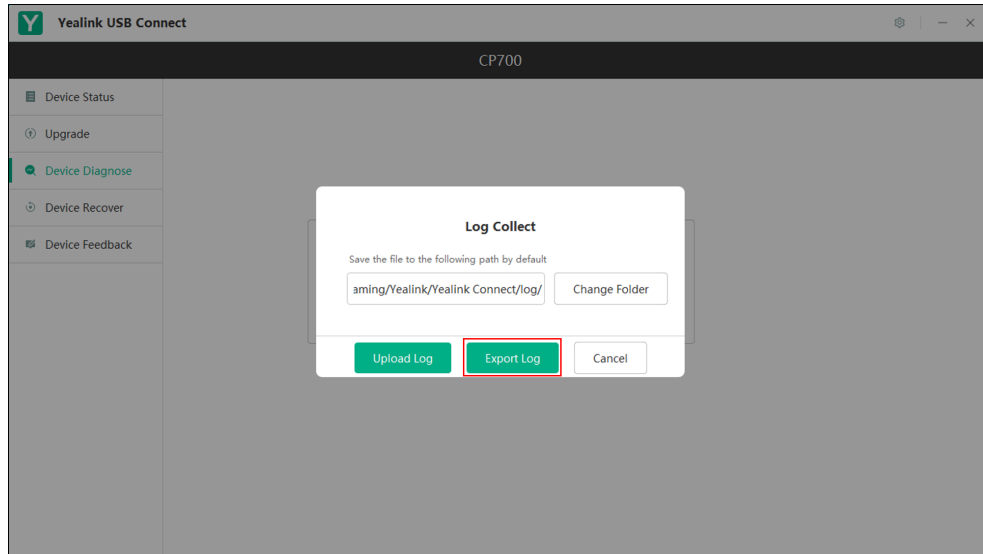 Y Yealink USB Connect
CP700
Device Status
Upgrade
Device Diagnose
Device Recover
Device Feedback
Log Collect
Save the file to the following path by default
aming/Yealink/Yealink Connect/log/ Change Folder
Upload Log Export Log Cancel